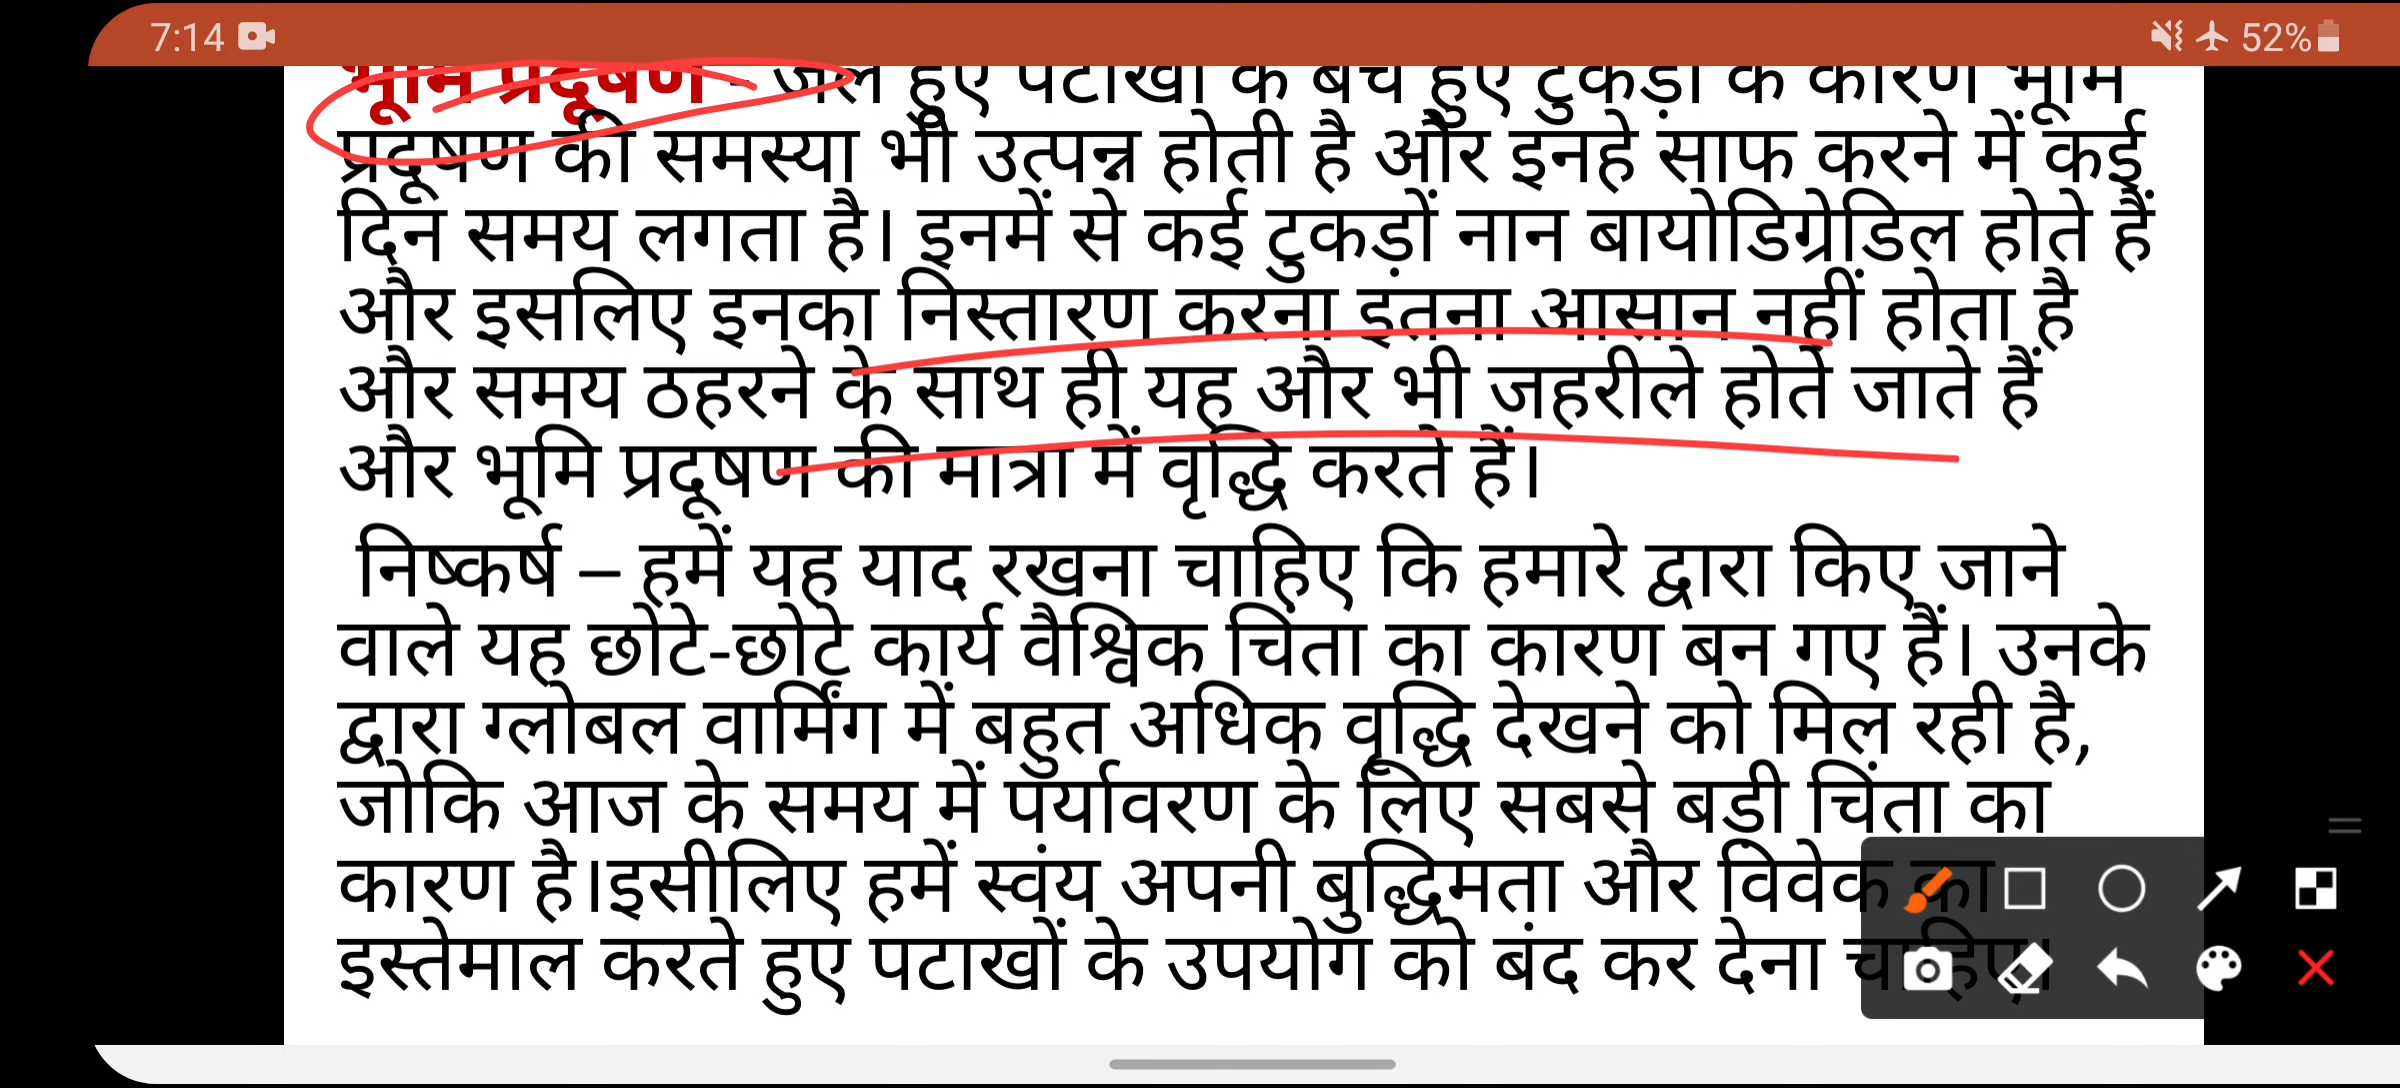 7:14 52%
भूमि प्रदूषण - जले हुए पटाखों के बचे हुए टुकड़ों के कारण भूमि
प्रदूषण की समस्या भी उत्पन्न होती है और इनहे साफ करने में कई
दिन समय लगता है। इनमें से कई टुकड़ों नान बायोडिग्रेडिल होते हैं
और इसलिए इनका निस्तारण करना इतना आसान नहीं होता है
और समय ठहरने के साथ ही यह और भी जहरीले होते जाते हैं
और भूमि प्रदूषण की मात्रा में वृद्धि करते हैं।
निष्कर्ष – हमें यह याद रखना चाहिए कि हमारे द्वारा किए जाने
वाले यह छोटे-छोटे कार्य वैश्विक चिंता का कारण बन गए हैं। उनके
द्वारा ग्लोबल वार्मिंग में बहुत अधिक वृद्धि देखने को मिल रही है,
जोकि आज के समय में पर्यावरण के लिए सबसे बड़ी चिंता का
कारण है।इसीलिए हमें स्वंय अपनी बुद्धिमता और विवेक का
इस्तेमाल करते हुए पटाखों के उपयोग को बंद कर देना चाहिए।